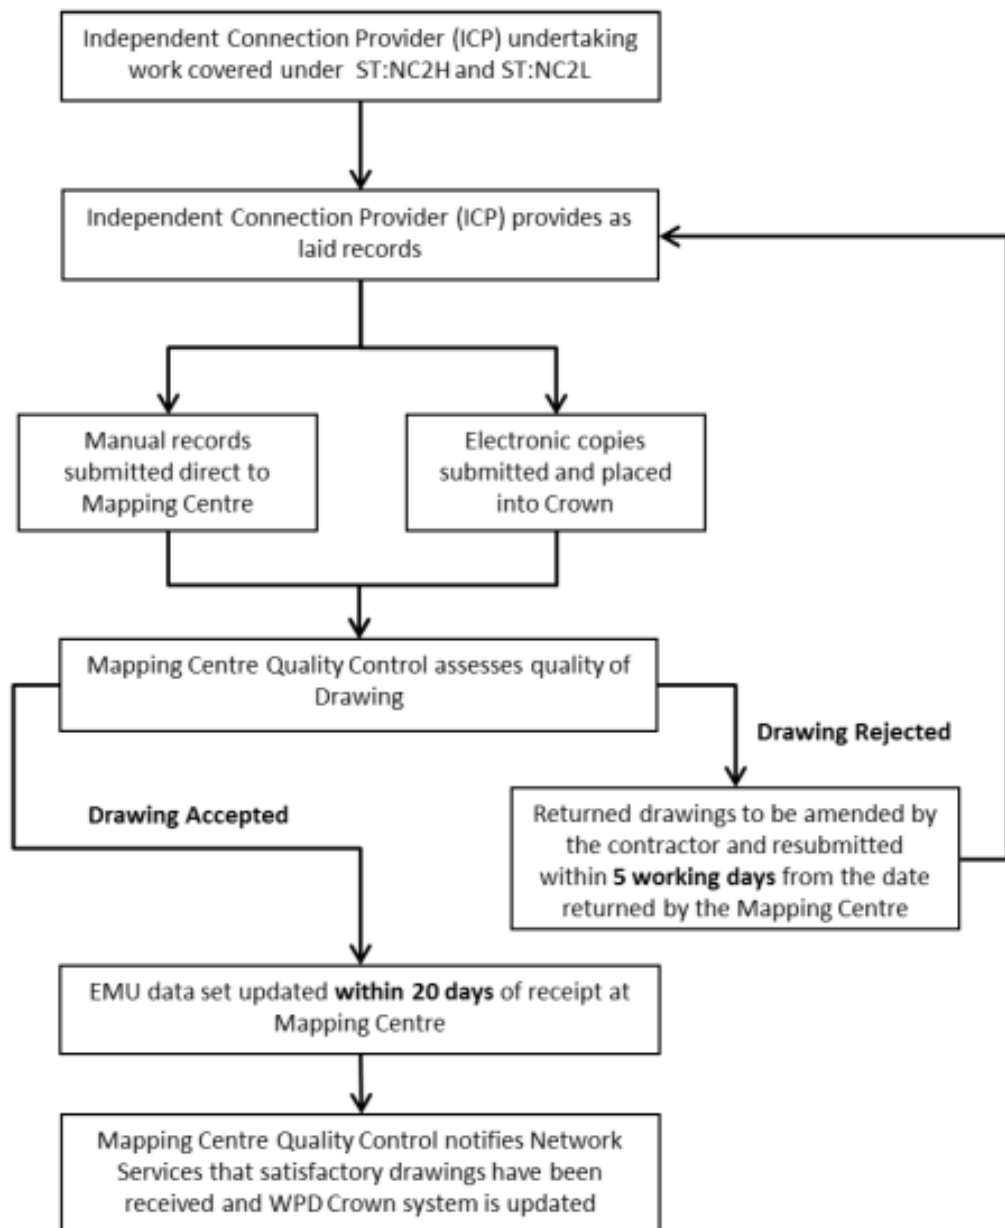 Independent Connection Provider (ICP) undertaking
work covered under ST:NC2H and ST:NC2L
Independent Connection Provider (ICP) provides as
laid records
Manual records
submitted direct to
Mapping Centre
Electronic copies
submitted and placed
into Crown
Mapping Centre Quality Control assesses quality of
Drawing
Drawing Rejected
Drawing Accepted
Returned drawings to be amended by
the contractor and resubmitted
within 5 working days from the date
returned by the Mapping Centre
EMU data set updated within 20 days of receipt at
Mapping Centre
Mapping Centre Quality Control notifies Network
Services that satisfactory drawings have been
received and WPD Crown system is updated